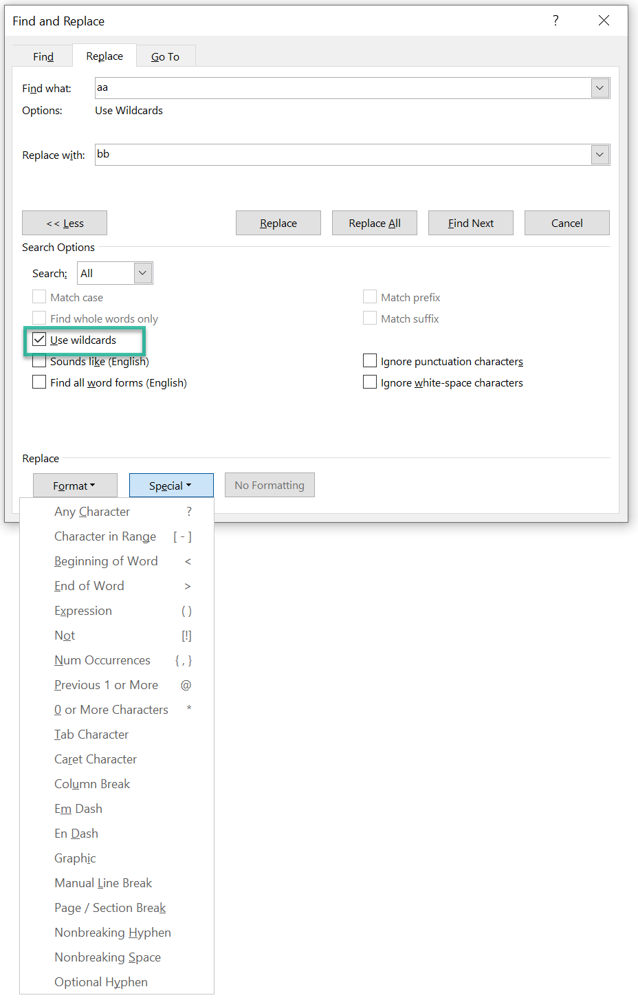 Find and Replace ?
Find Replace Go To
Find what: aa
Options: Use Wildcards
Replace with: bb
<< Less Replace Replace All Find Next Cancel
Search Options
Search: All
Match case Match prefix
Find whole words only Match suffix
Use wildcards
Sounds like (English) Ignore punctuation characters
Find all word forms (English) Ignore white-space characters
Replace
Format Special No Formatting
Any Character ?
Character in Range [ - ]
Beginning of Word <
End of Word >
Expression ( )
Not [!]
Num Occurrences { , }
Previous 1 or More @
0 or More Characters *
Tab Character
Caret Character
Column Break
Em Dash
En Dash
Graphic
Manual Line Break
Page / Section Break
Nonbreaking Hyphen
Nonbreaking Space
Optional Hyphen